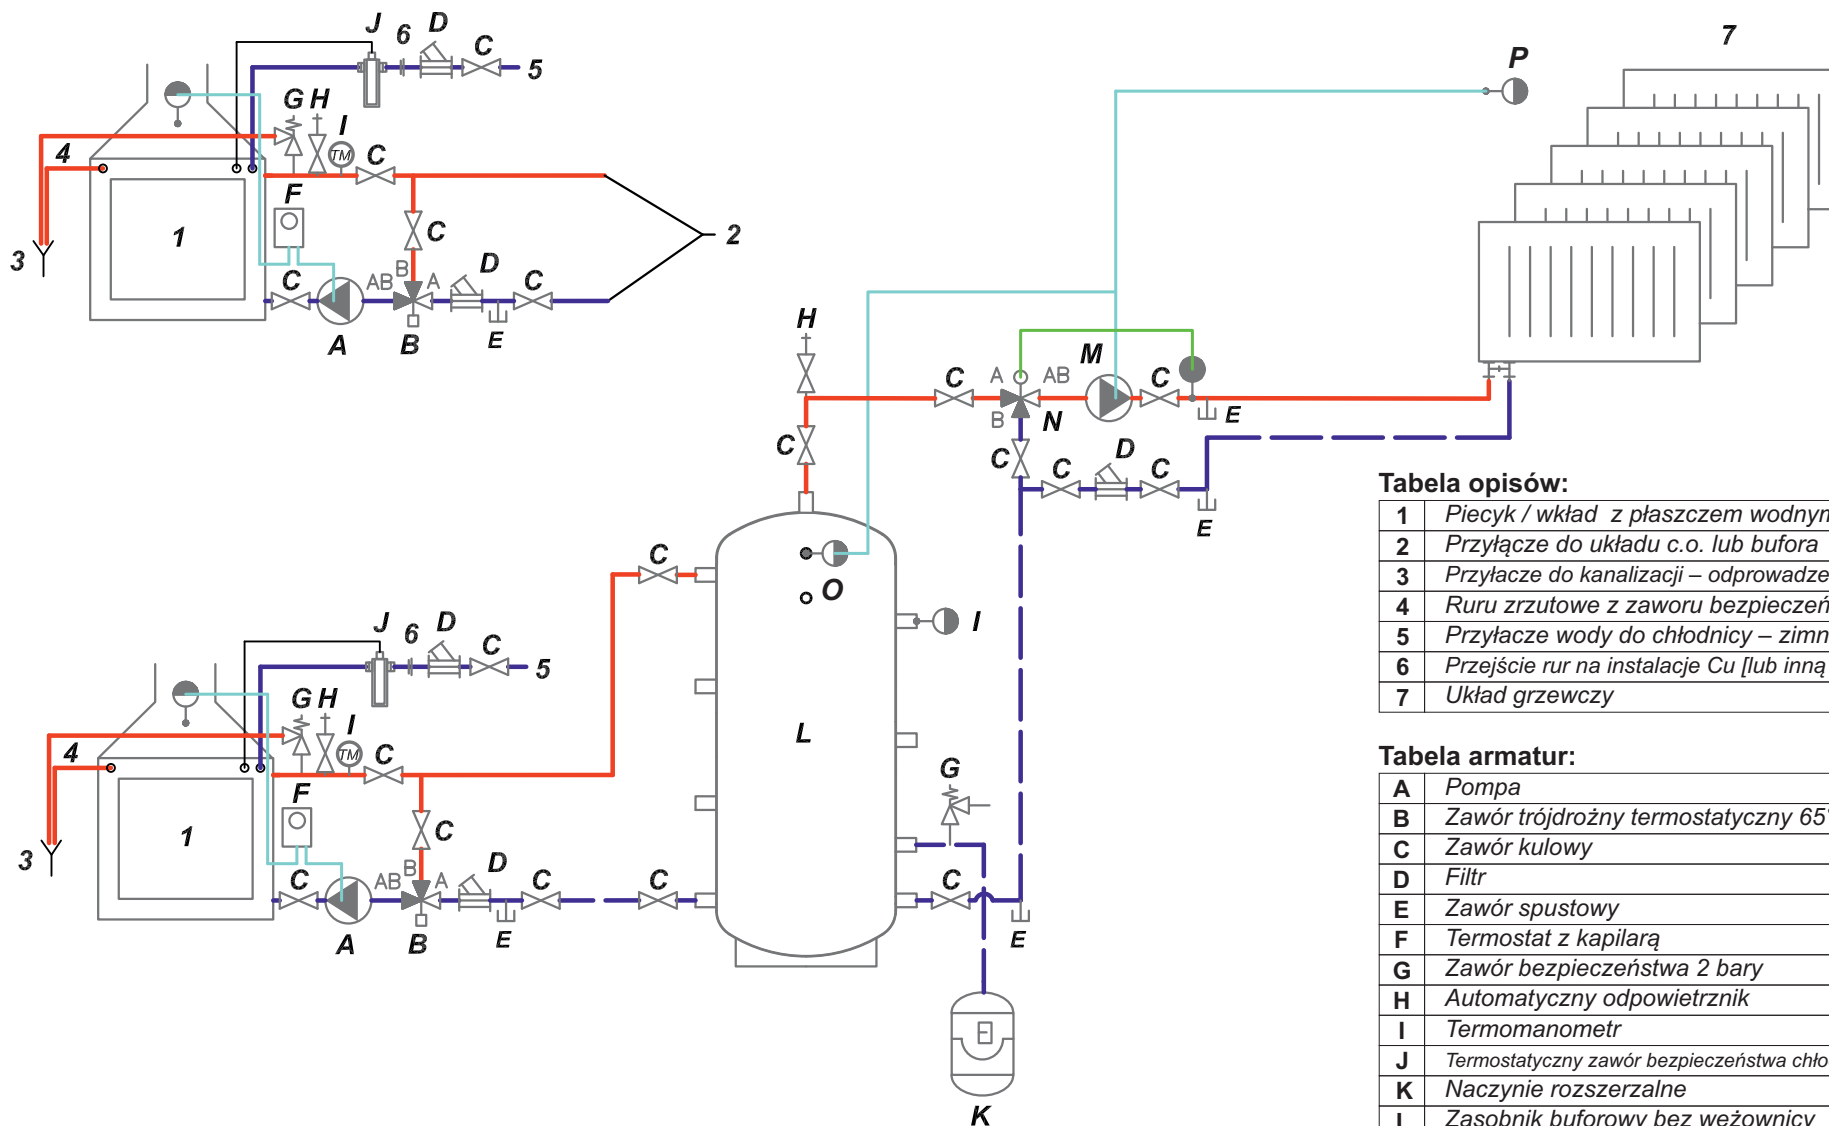 J 6 D C 5
7
P
G H I C
4
F
1
C
3
2
C AB B A D C
A B E
H
C A AB M C
B N E
C
C C D C
E
Tabela opisów:
1 Piecyk / wkład z płaszczem wodnym
2 Przyłącze do układu c.o. lub bufora
3 Przyłacze do kanalizacji – odprowadze
4 Ruru zrzutowe z zaworu bezpieczeń
5 Przyłacze wody do chłodnicy – zimn
6 Przejście rur na instalacje Cu [lub inną
7 Układ grzewczy
C
O
I
J 6 D C 5
G H I C
4
F
1
C
3
L
G
C AB B A D C C
C
A B E
E
K
Tabela armatur:
A Pompa
B Zawór trójdrożny termostatyczny 65°
C Zawór kulowy
D Filtr
E Zawór spustowy
F Termostat z kapilarą
G Zawór bezpieczeństwa 2 bary
H Automatyczny odpowietrznik
I Termomanometr
J Termostatyczny zawór bezpieczeństwa chło
K Naczynie rozszerzalne
L Zasobnik buforowy bez wężownicy
TM
TM